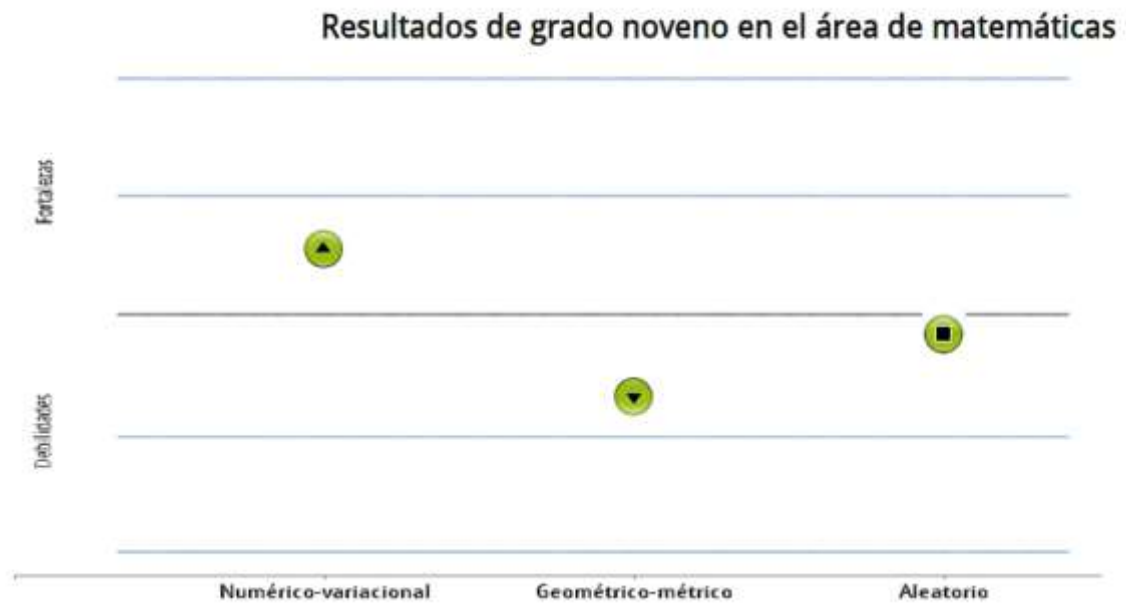 Resultados de grado noveno en el área de matemáticas
Fortalezas
Debilidades
Numérico-variacional
Geométrico-métrico
Aleatorio